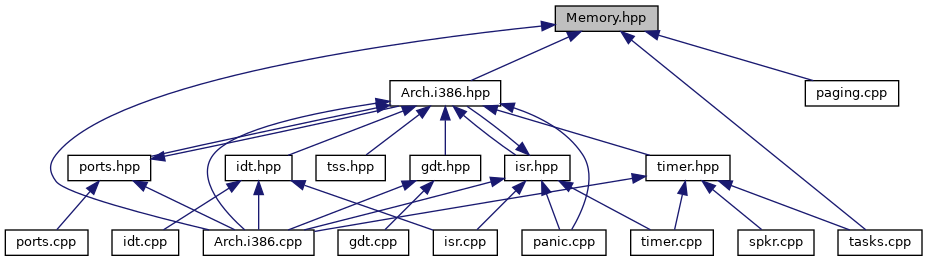 Memory.hpp
Arch.i386.hpp
paging.cpp
ports.hpp
idt.hpp
tss.hpp
gdt.hpp
isr.hpp
timer.hpp
ports.cpp
idt.cpp
Arch.i386.cpp
gdt.cpp
isr.cpp
panic.cpp
timer.cpp
spkr.cpp
tasks.cpp